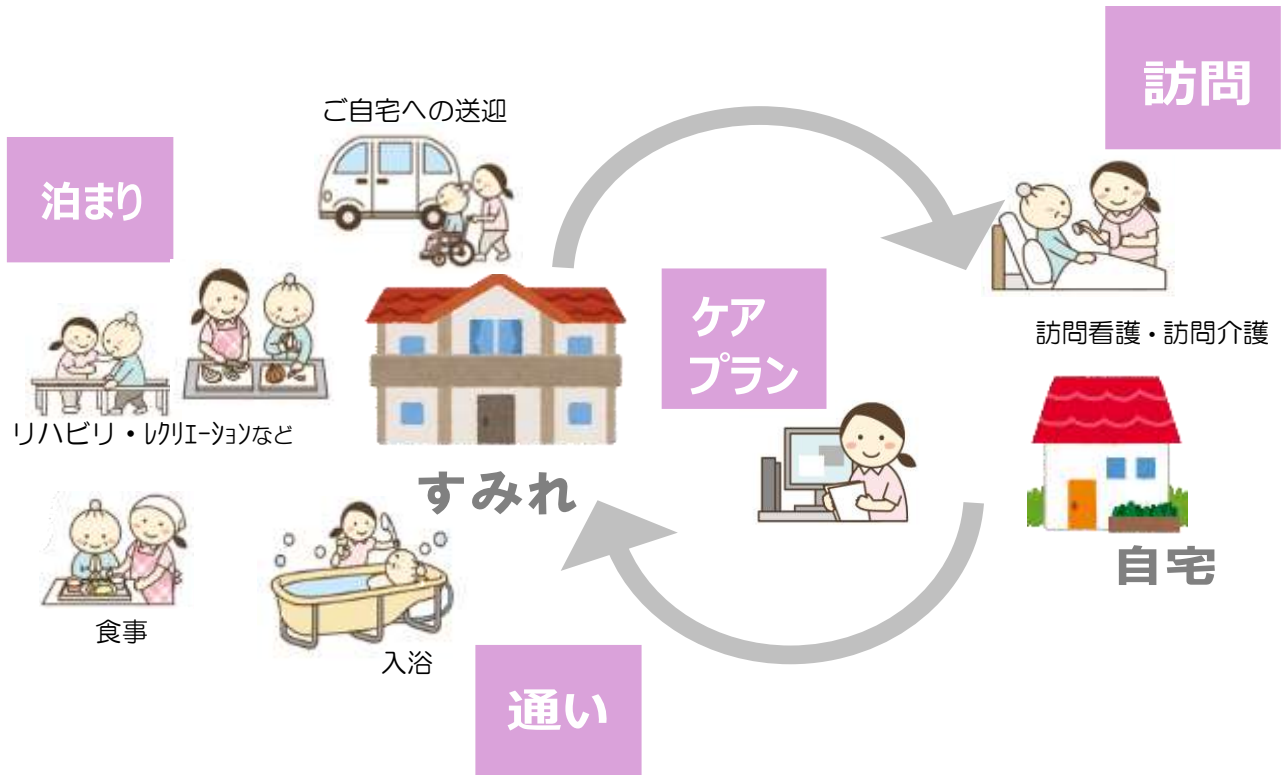 訪問
ご自宅への送迎
泊まり
ケア
プラン
訪問看護・訪問介護
リハビリ・ﾚｸﾘｴｰｼｮﾝなど
すみれ
自宅
食事
入浴
通い